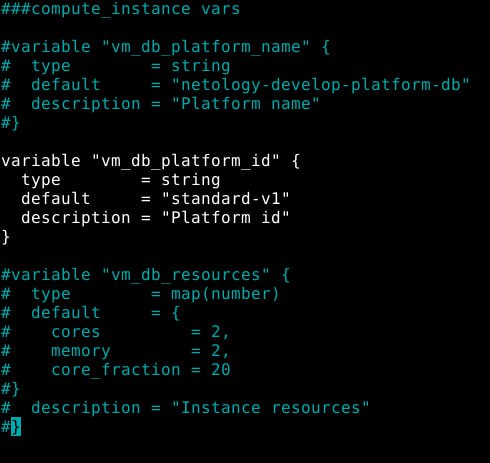 ###compute_instance vars
#variable "vm_db_platform_name" {
#  type        = string
#  default     = "netology-develop-platform-db"
#  description = "Platform name"
#}
variable "vm_db_platform_id" {
  type        = string
  default     = "standard-v1"
  description = "Platform id"
}
#variable "vm_db_resources" {
#  type        = map(number)
#  default     = {
#    cores         = 2,
#    memory        = 2,
#    core_fraction = 20
#}
#  description = "Instance resources"
#}